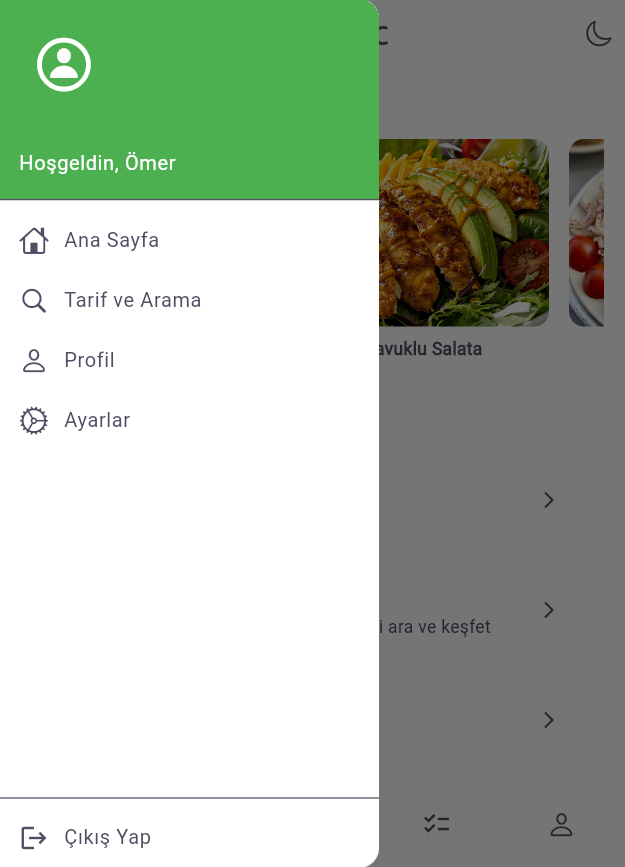 Hoşgeldin, Ömer
Ana Sayfa
Tarif ve Arama
Profil
avuklu Salata
Ayarlar
i ara ve keşfet
Çıkış Yap